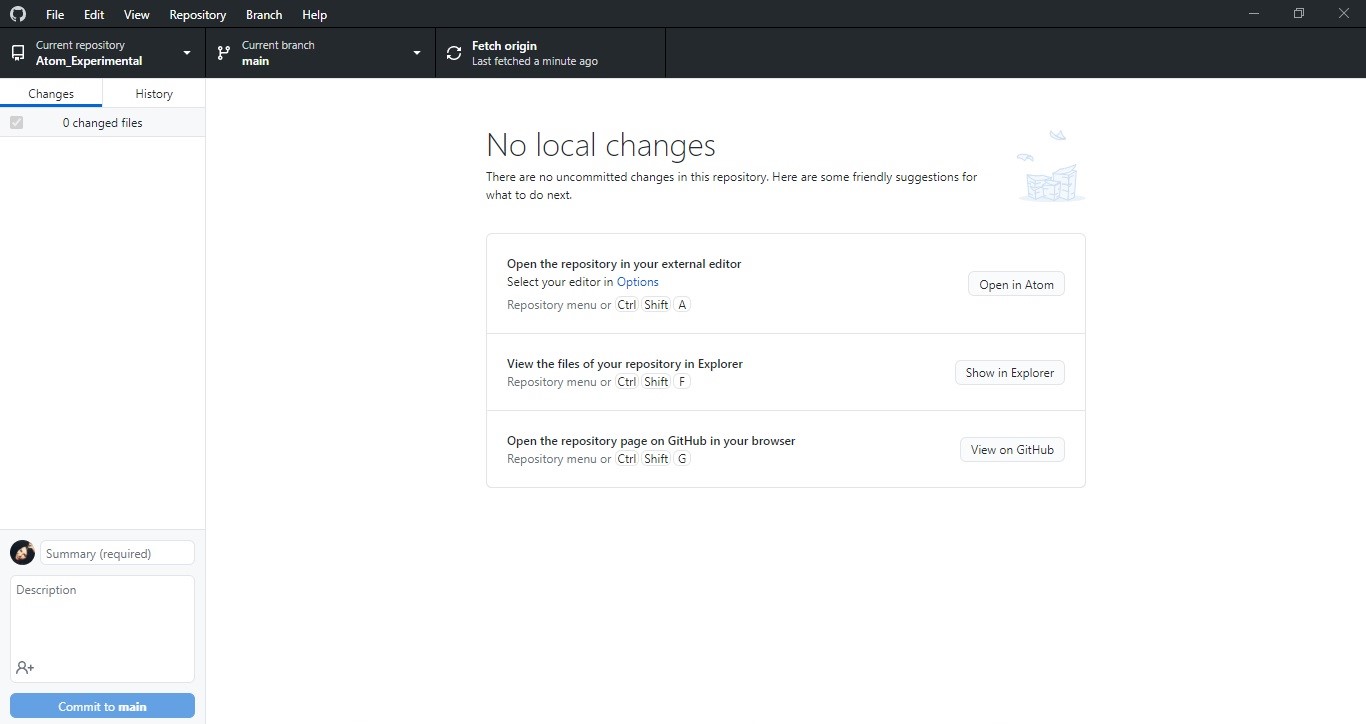 File Edit View Repository Branch Help
Current repository
Atom_Experimental
Current branch
main
Fetch origin
Last fetched a minute ago
Changes
History
0 changed files
No local changes
There are no uncommitted changes in this repository. Here are some friendly suggestions for
what to do next.
Open the repository in your external editor
Select your editor in Options
Repository menu or Ctrl Shift A
Open in Atom
View the files of your repository in Explorer
Repository menu or Ctrl Shift F
Show in Explorer
Open the repository page on GitHub in your browser
Repository menu or Ctrl Shift G
View on GitHub
Summary (required)
Description
Commit to main